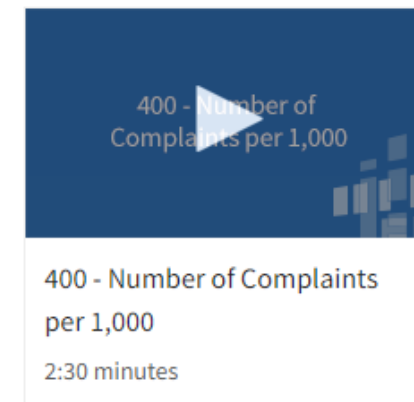 400 - Number of
Complaints per 1,000
400 - Number of Complaints
per 1,000
2:30 minutes